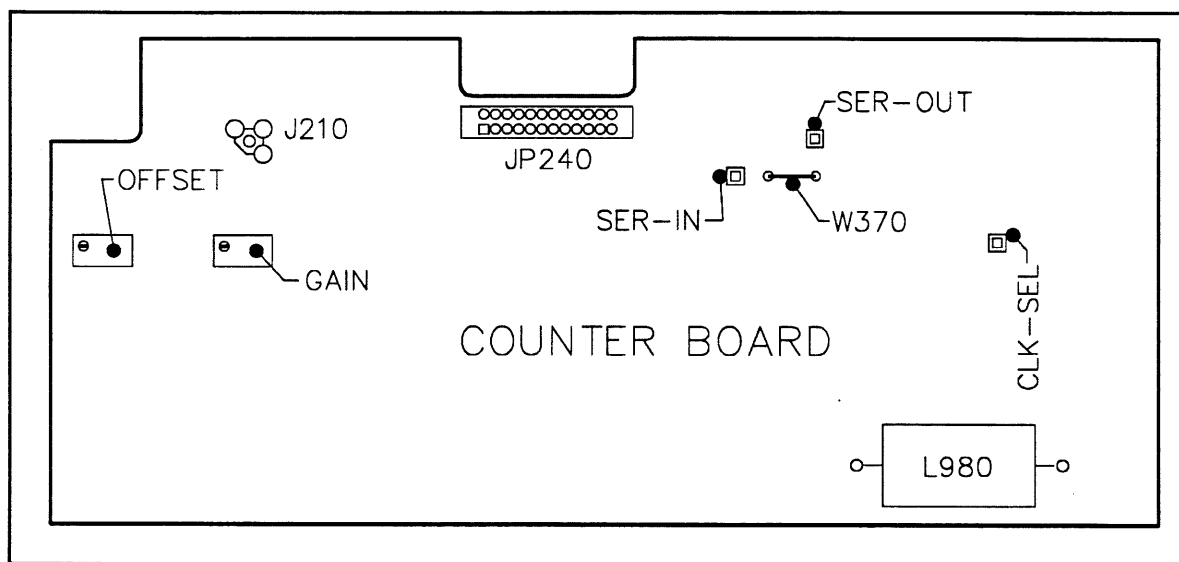 SER-OUT
J210
JP240
OFFSET
SER-IN
W370
GAIN
CLK-SEL
COUNTER BOARD
L980